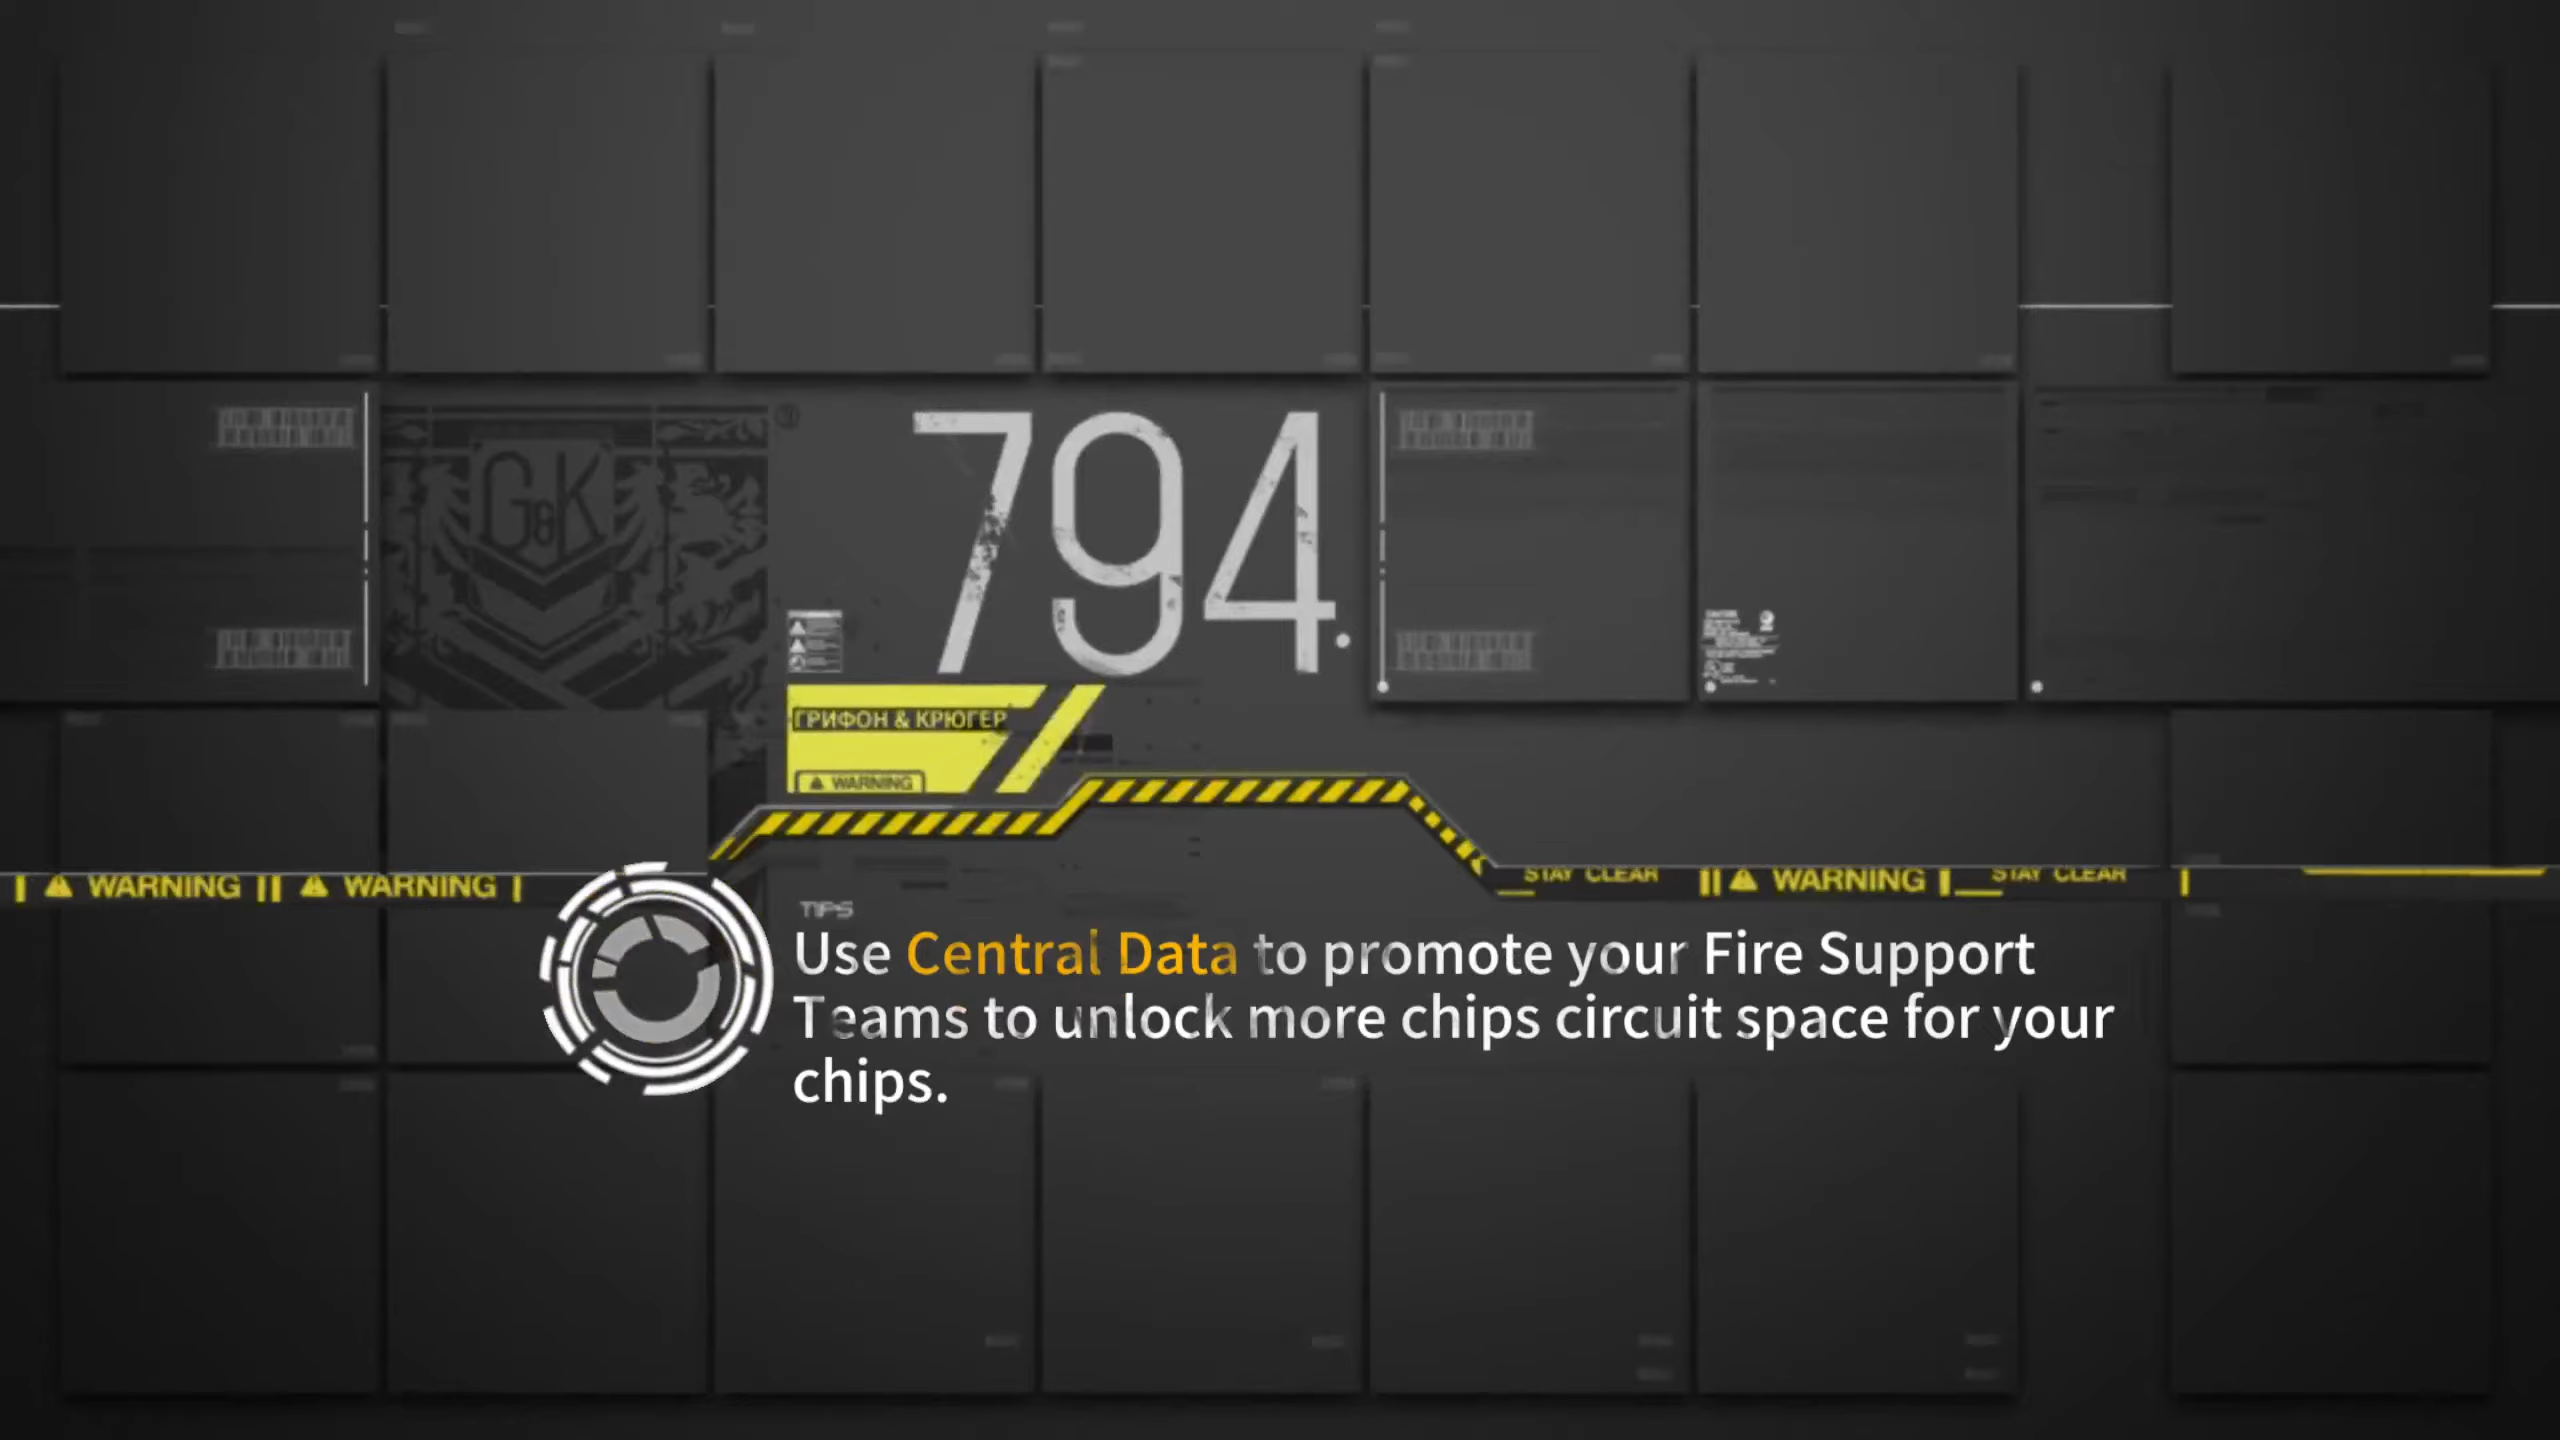 G&K
794.
ГРИФОН & КРЮГЕР
WARNING
WARNING
WARNING
STAY CLEAR
WARNING
STAY CLEAR
TIPS
Use Central Data to promote your Fire Support
Teams to unlock more chips circuit space for your
chips.